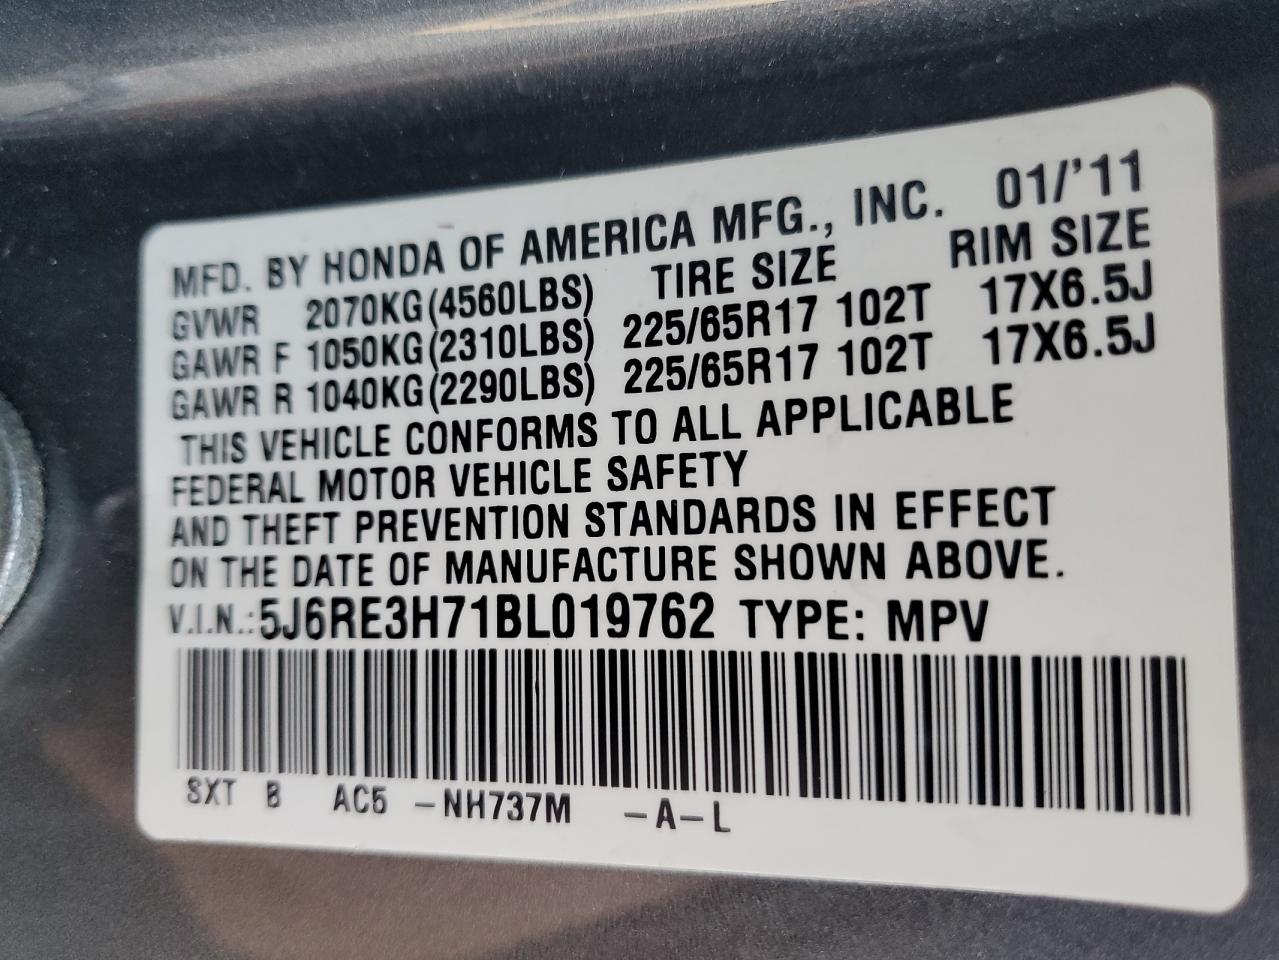 MFD. BY HONDA OF AMERICA MFG., INC. 01/'11
GVWR 2070KG(4560LBS) TIRE SIZE RIM SIZE
GAWR F 1050KG(2310LBS) 225/65R17 102T 17X6.5J
GAWR R 1040KG(2290LBS) 225/65R17 102T 17X6.5J
THIS VEHICLE CONFORMS TO ALL APPLICABLE
FEDERAL MOTOR VEHICLE SAFETY
AND THEFT PREVENTION STANDARDS IN EFFECT
ON THE DATE OF MANUFACTURE SHOWN ABOVE.
V.I.N.:5J6RE3H71BL019762 TYPE: MPV
SXT B AC5 -NH737M -A-L